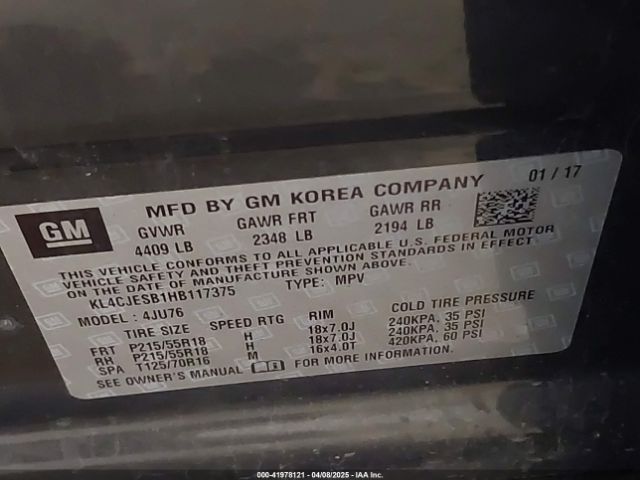 GM
MFD BY GM KOREA COMPANY 01 / 17
GVWR GAWR FRT GAWR RR
4409 LB 2348 LB 2194 LB
THIS VEHICLE CONFORMS TO ALL APPLICABLE U.S. FEDERAL MOTOR
VEHICLE SAFETY AND THEFT PREVENTION STANDARDS IN EFFECT
ON THE DATE OF MANUFACTURE SHOWN ABOVE.
KL4CJESB1HB117375 TYPE: MPV
MODEL : 4JU76
TIRE SIZE SPEED RTG RIM COLD TIRE PRESSURE
FRT P215/55R18 H 18x7.0J 240KPA, 35 PSI
RR P215/55R18 H 18x7.0J 240KPA, 35 PSI
SPA T125/70R16 M 16x4.0T 420KPA, 60 PSI
SEE OWNER'S MANUAL FOR MORE INFORMATION.
000-41978121 - 04/08/2025 - IAA Inc.